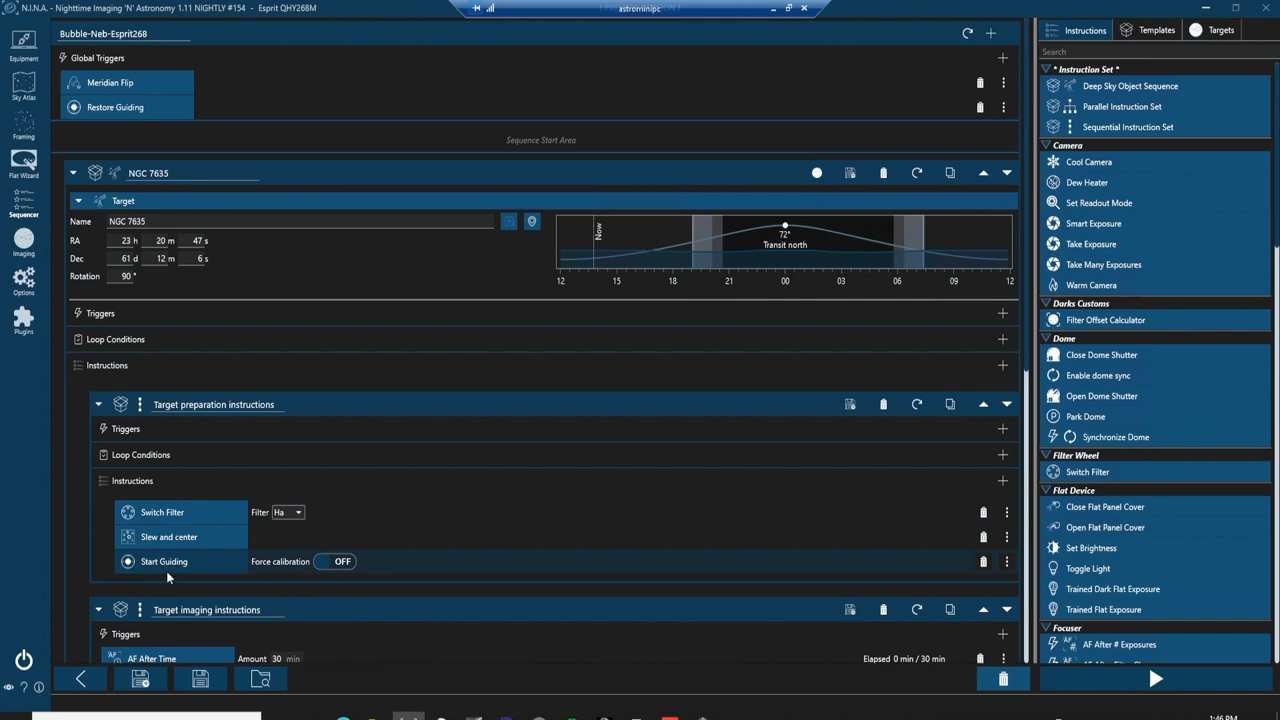 N.I.N.A. - Nighttime Imaging 'N' Astronomy 1.11 NIGHTLY #154 - Esprit QHY268M
astrominipc
Bubble-Neb-Esprit268
Global Triggers
Meridian Flip
Restore Guiding
Sequence Start Area
NGC 7635
Target
Name NGC 7635
RA 23 h 20 m 47 s
Dec 61 d 12 m 6 s
Rotation 90 °
Now
72°
Transit north
12 15 18 21 00 03 06 09 12
Triggers
Loop Conditions
Instructions
Target preparation instructions
Triggers
Loop Conditions
Instructions
Switch Filter Filter Ha
Slew and center
Start Guiding Force calibration OFF
Target imaging instructions
Triggers
AF After Time Amount 30 min Elapsed 0 min / 30 min
Equipment
Sky Atlas
Framing
Flat Wizard
Sequencer
Imaging
Options
Plugins
Instructions Templates Targets
Search
* Instruction Set *
Deep Sky Object Sequence
Parallel Instruction Set
Sequential Instruction Set
Camera
Cool Camera
Dew Heater
Set Readout Mode
Smart Exposure
Take Exposure
Take Many Exposures
Warm Camera
Darks Customs
Filter Offset Calculator
Dome
Close Dome Shutter
Enable dome sync
Open Dome Shutter
Park Dome
Synchronize Dome
Filter Wheel
Switch Filter
Flat Device
Close Flat Panel Cover
Open Flat Panel Cover
Set Brightness
Toggle Light
Trained Dark Flat Exposure
Trained Flat Exposure
Focuser
AF After # Exposures
1:46 PM